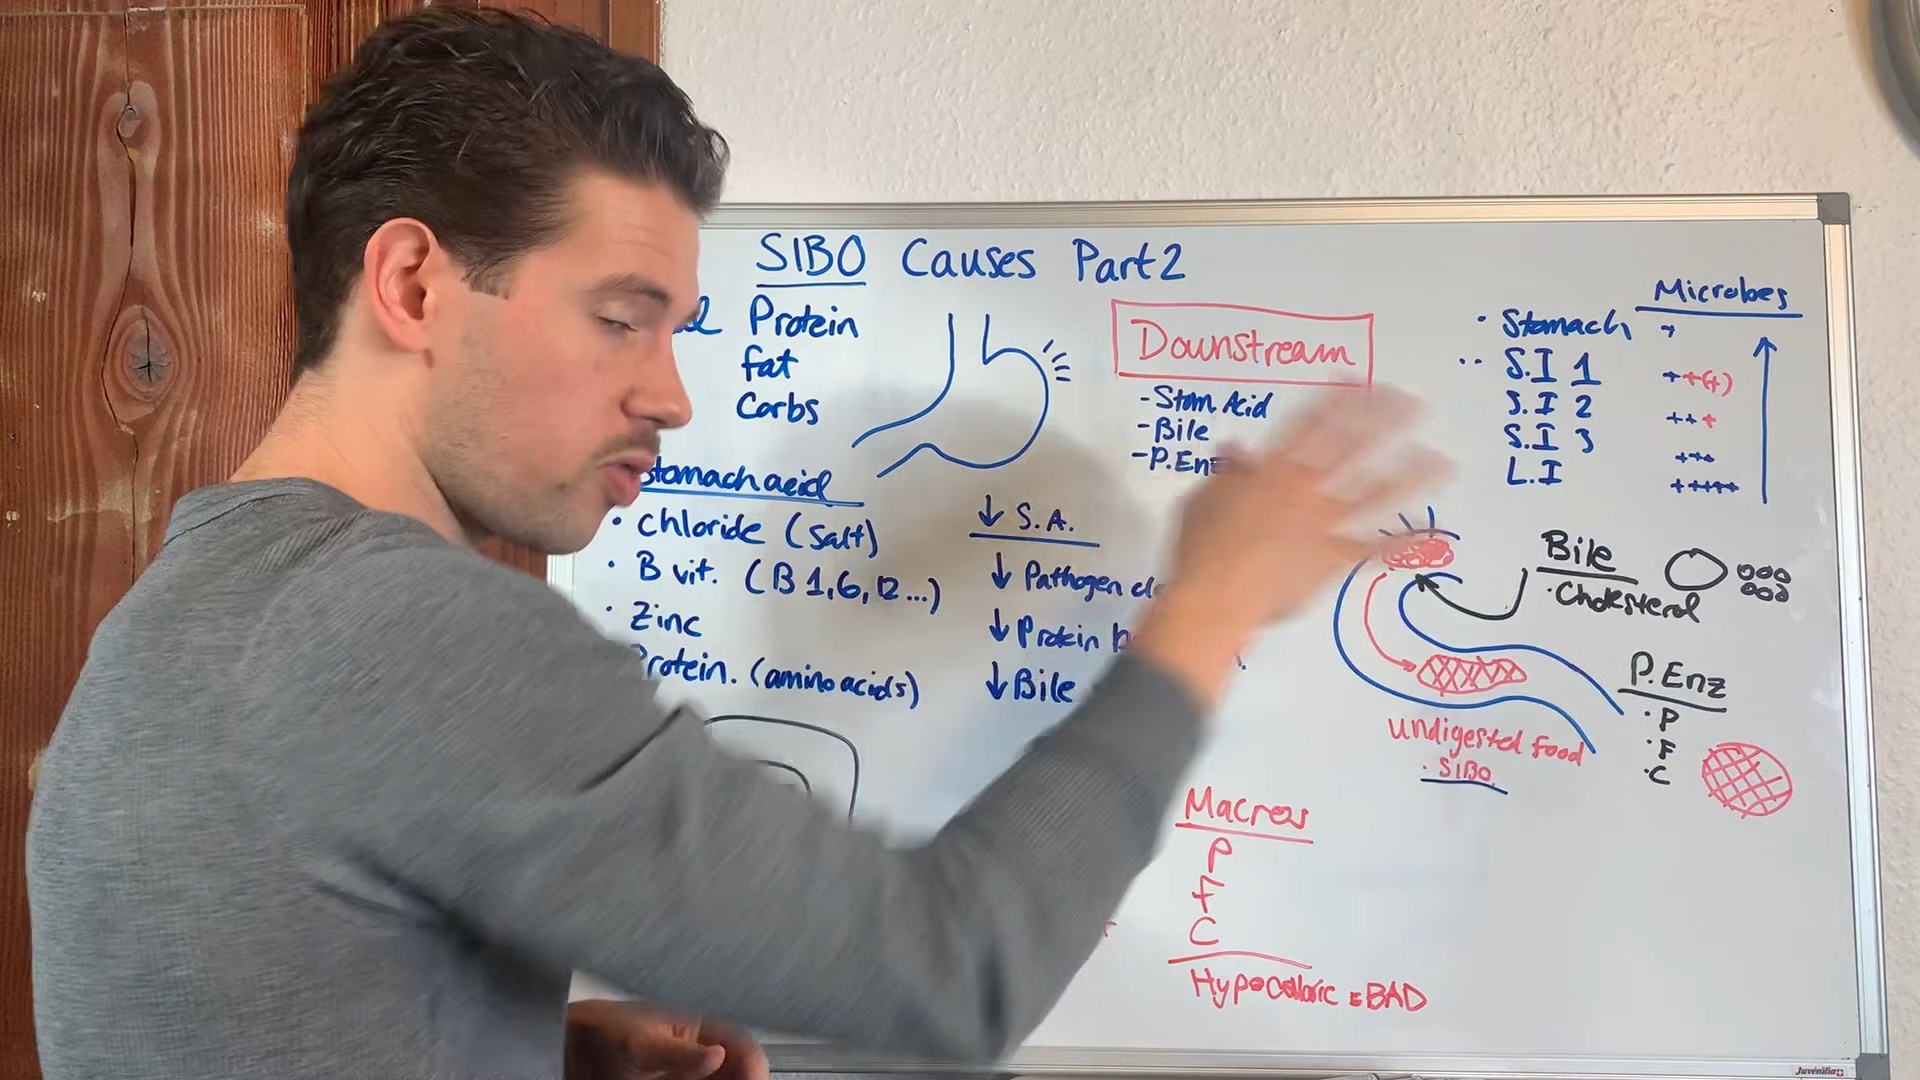 SIBO Causes Part 2
Protein
fat
Carbs
Stomach acid
• Chloride (Salt)
• B vit. (B 1,6,12...)
• Zinc
Protein. (amino acids)
Downstream
- Stom. Acid
- Bile
- P.Enz
↓ S.A.
↓ Pathogen
↓ Protein
↓ Bile
Microbes
• Stomach +
•• S.I 1 ++(+)
S.I 2 +++
S.I 3 +++
L.I +++++
Bile
• Cholesterol
P.Enz
• P
• F
• C
undigested food
• SIBO.
Macros
P
F
C
Hypocaloric = BAD
Juvenilia